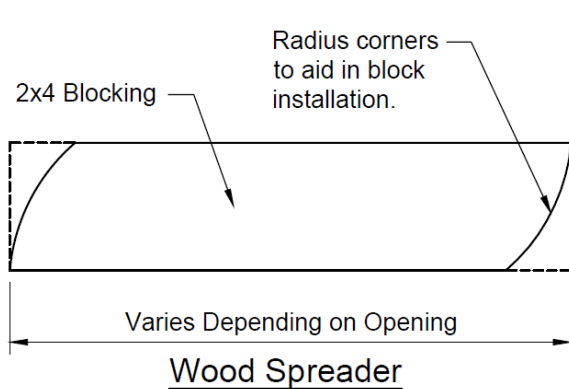 Radius corners
to aid in block
installation.
2x4 Blocking
Varies Depending on Opening
Wood Spreader